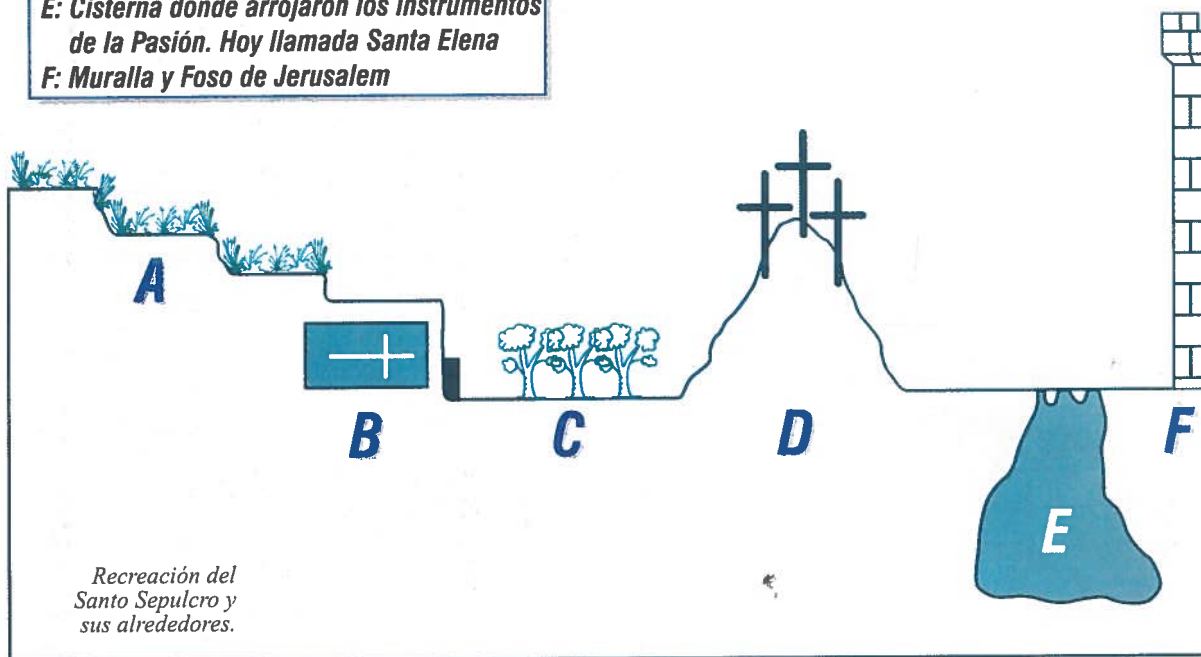 E: Cisterna donde arrojaron los instrumentos
de la Pasión. Hoy llamada Santa Elena
F: Muralla y Foso de Jerusalem
A
B
C
D
E
F
Recreación del
Santo Sepulcro y
sus alrededores.